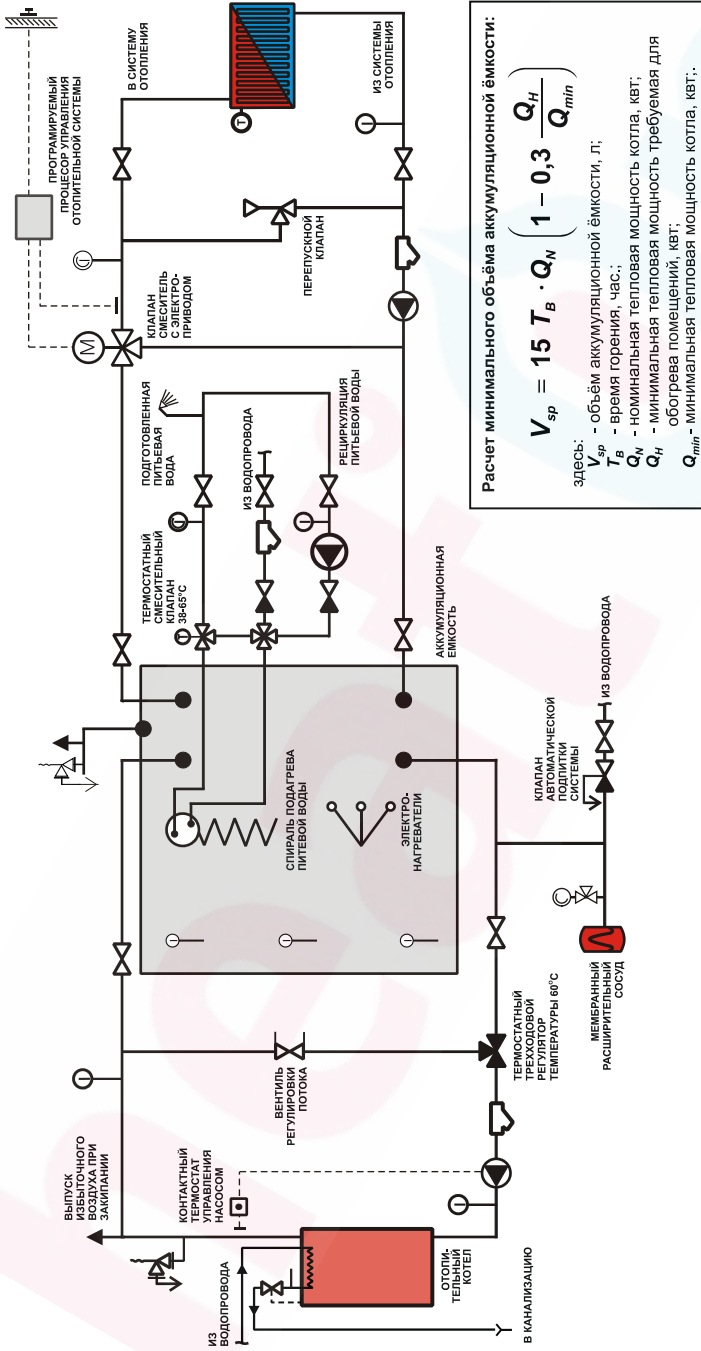 ВЫПУСК
ИЗБЫТОЧНОГО
ВОЗДУХА ПРИ
ЗАКИПАНИИ
КОНТАКТНЫЙ
ТЕРМОСТАТ
УПРАВЛЕНИЯ
НАСОСОМ
ИЗ
ВОДОПРОВОДА
ОТОПИ-
ТЕЛЬНЫЙ
КОТЕЛ
В КАНАЛИЗАЦИЮ
ВЕНТИЛЬ
РЕГУЛИРОВКИ
ПОТОКА
ТЕРМОСТАТНЫЙ
ТРЕХХОДОВОЙ
РЕГУЛЯТОР
ТЕМПЕРАТУРЫ 60°C
СПИРАЛЬ ПОДАГРЕВА
ПИТЕВОЙ ВОДЫ
ЭЛЕКТРО-
НАГРЕВАТЕЛИ
АККУМУЛЯЦИОННАЯ
ЕМКОСТЬ
МЕМБРАННЫЙ
РАСШИРИТЕЛЬНЫЙ
СОСУД
КЛАПАН
АВТОМАТИЧЕСКОЙ
ПОДПИТКИ
СИСТЕМЫ
ИЗ ВОДОПРОВОДА
ТЕРМОСТАТНЫЙ
СМЕСИТЕЛЬНЫЙ
КЛАПАН
38-65°C
ПОДГОТОВЛЕННАЯ
ПИТЬЕВАЯ
ВОДА
ИЗ ВОДОПРОВОДА
РЕЦИРКУЛЯЦИЯ
ПИТЬЕВОЙ ВОДЫ
M
КЛАПАН
СМЕСИТЕЛЬ
С ЭЛЕКТРО-
ПРИВОДОМ
ПРОГРАМИРУЕМЫЙ
ПРОЦЕСОР УПРАВЛЕНИЯ
ОТОПИТЕЛЬНОЙ СИСТЕМЫ
ПЕРЕПУСКНОЙ
КЛАПАН
В СИСТЕМУ
ОТОПЛЕНИЯ
T
ИЗ СИСТЕМЫ
ОТОПЛЕНИЯ
Расчет минимального объёма аккумуляционной ёмкости:
V_sp = 15 T_B · Q_N ( 1 – 0,3 Q_H / Q_min )
здесь:
V_sp - объём аккумуляционной ёмкости, л;
T_B - время горения, час.;
Q_N - номинальная тепловая мощность котла, квт;
Q_H - минимальная тепловая мощность требуемая для
обогрева помещений, квт;
Q_min - минимальная тепловая мощность котла, квт;.